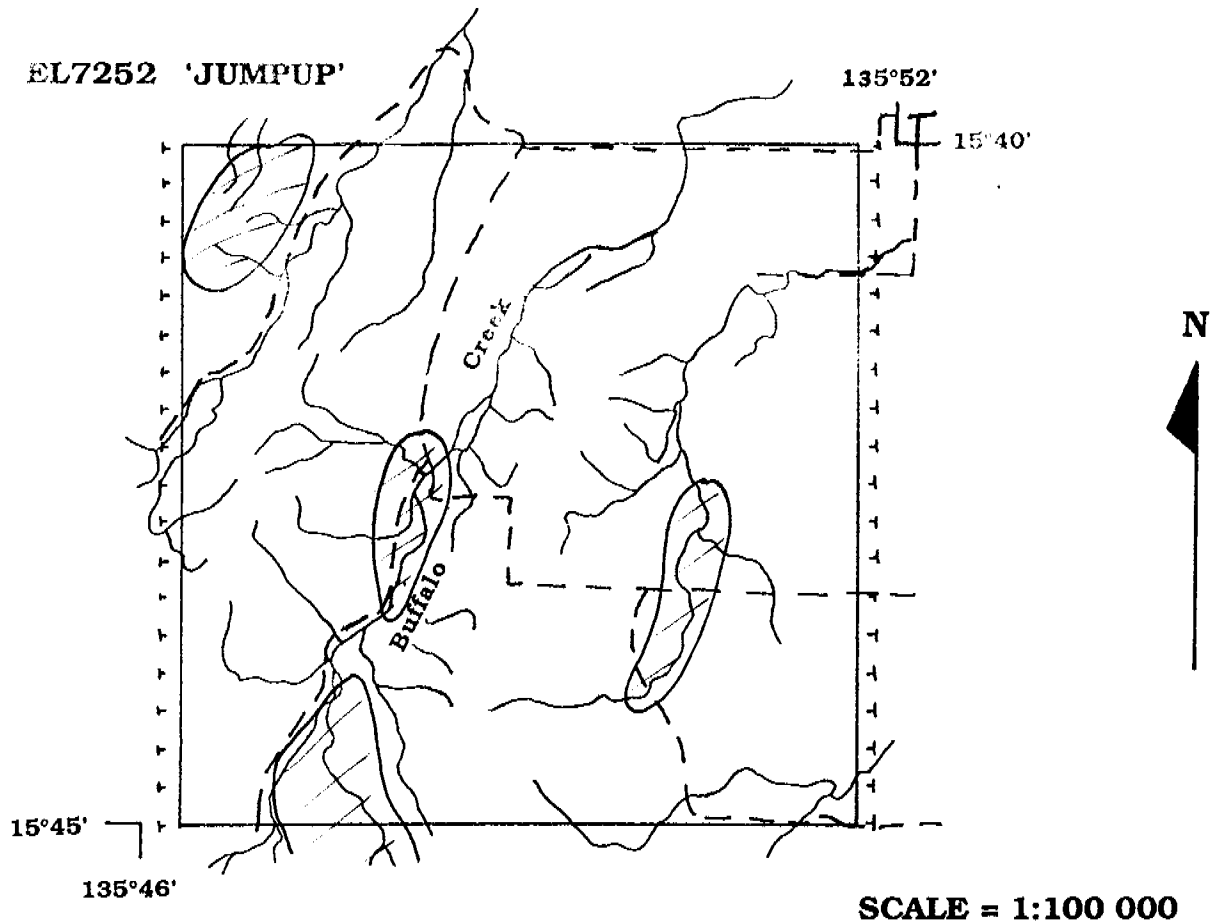 EL7252 'JUMPUP'
135°52'
15°40'
N
Creek
Buffalo
15°45'
135°46'
SCALE = 1:100 000